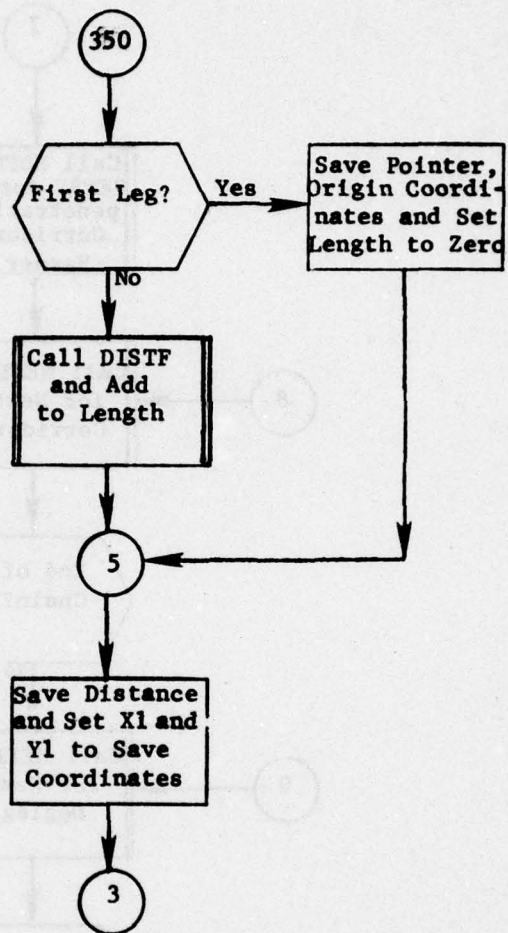 350
First Leg?
Yes
Save Pointer,
Origin Coordi-
nates and Set
Length to Zero
No
Call DISTF
and Add
to Length
5
Save Distance
and Set X1 and
Y1 to Save
Coordinates
3